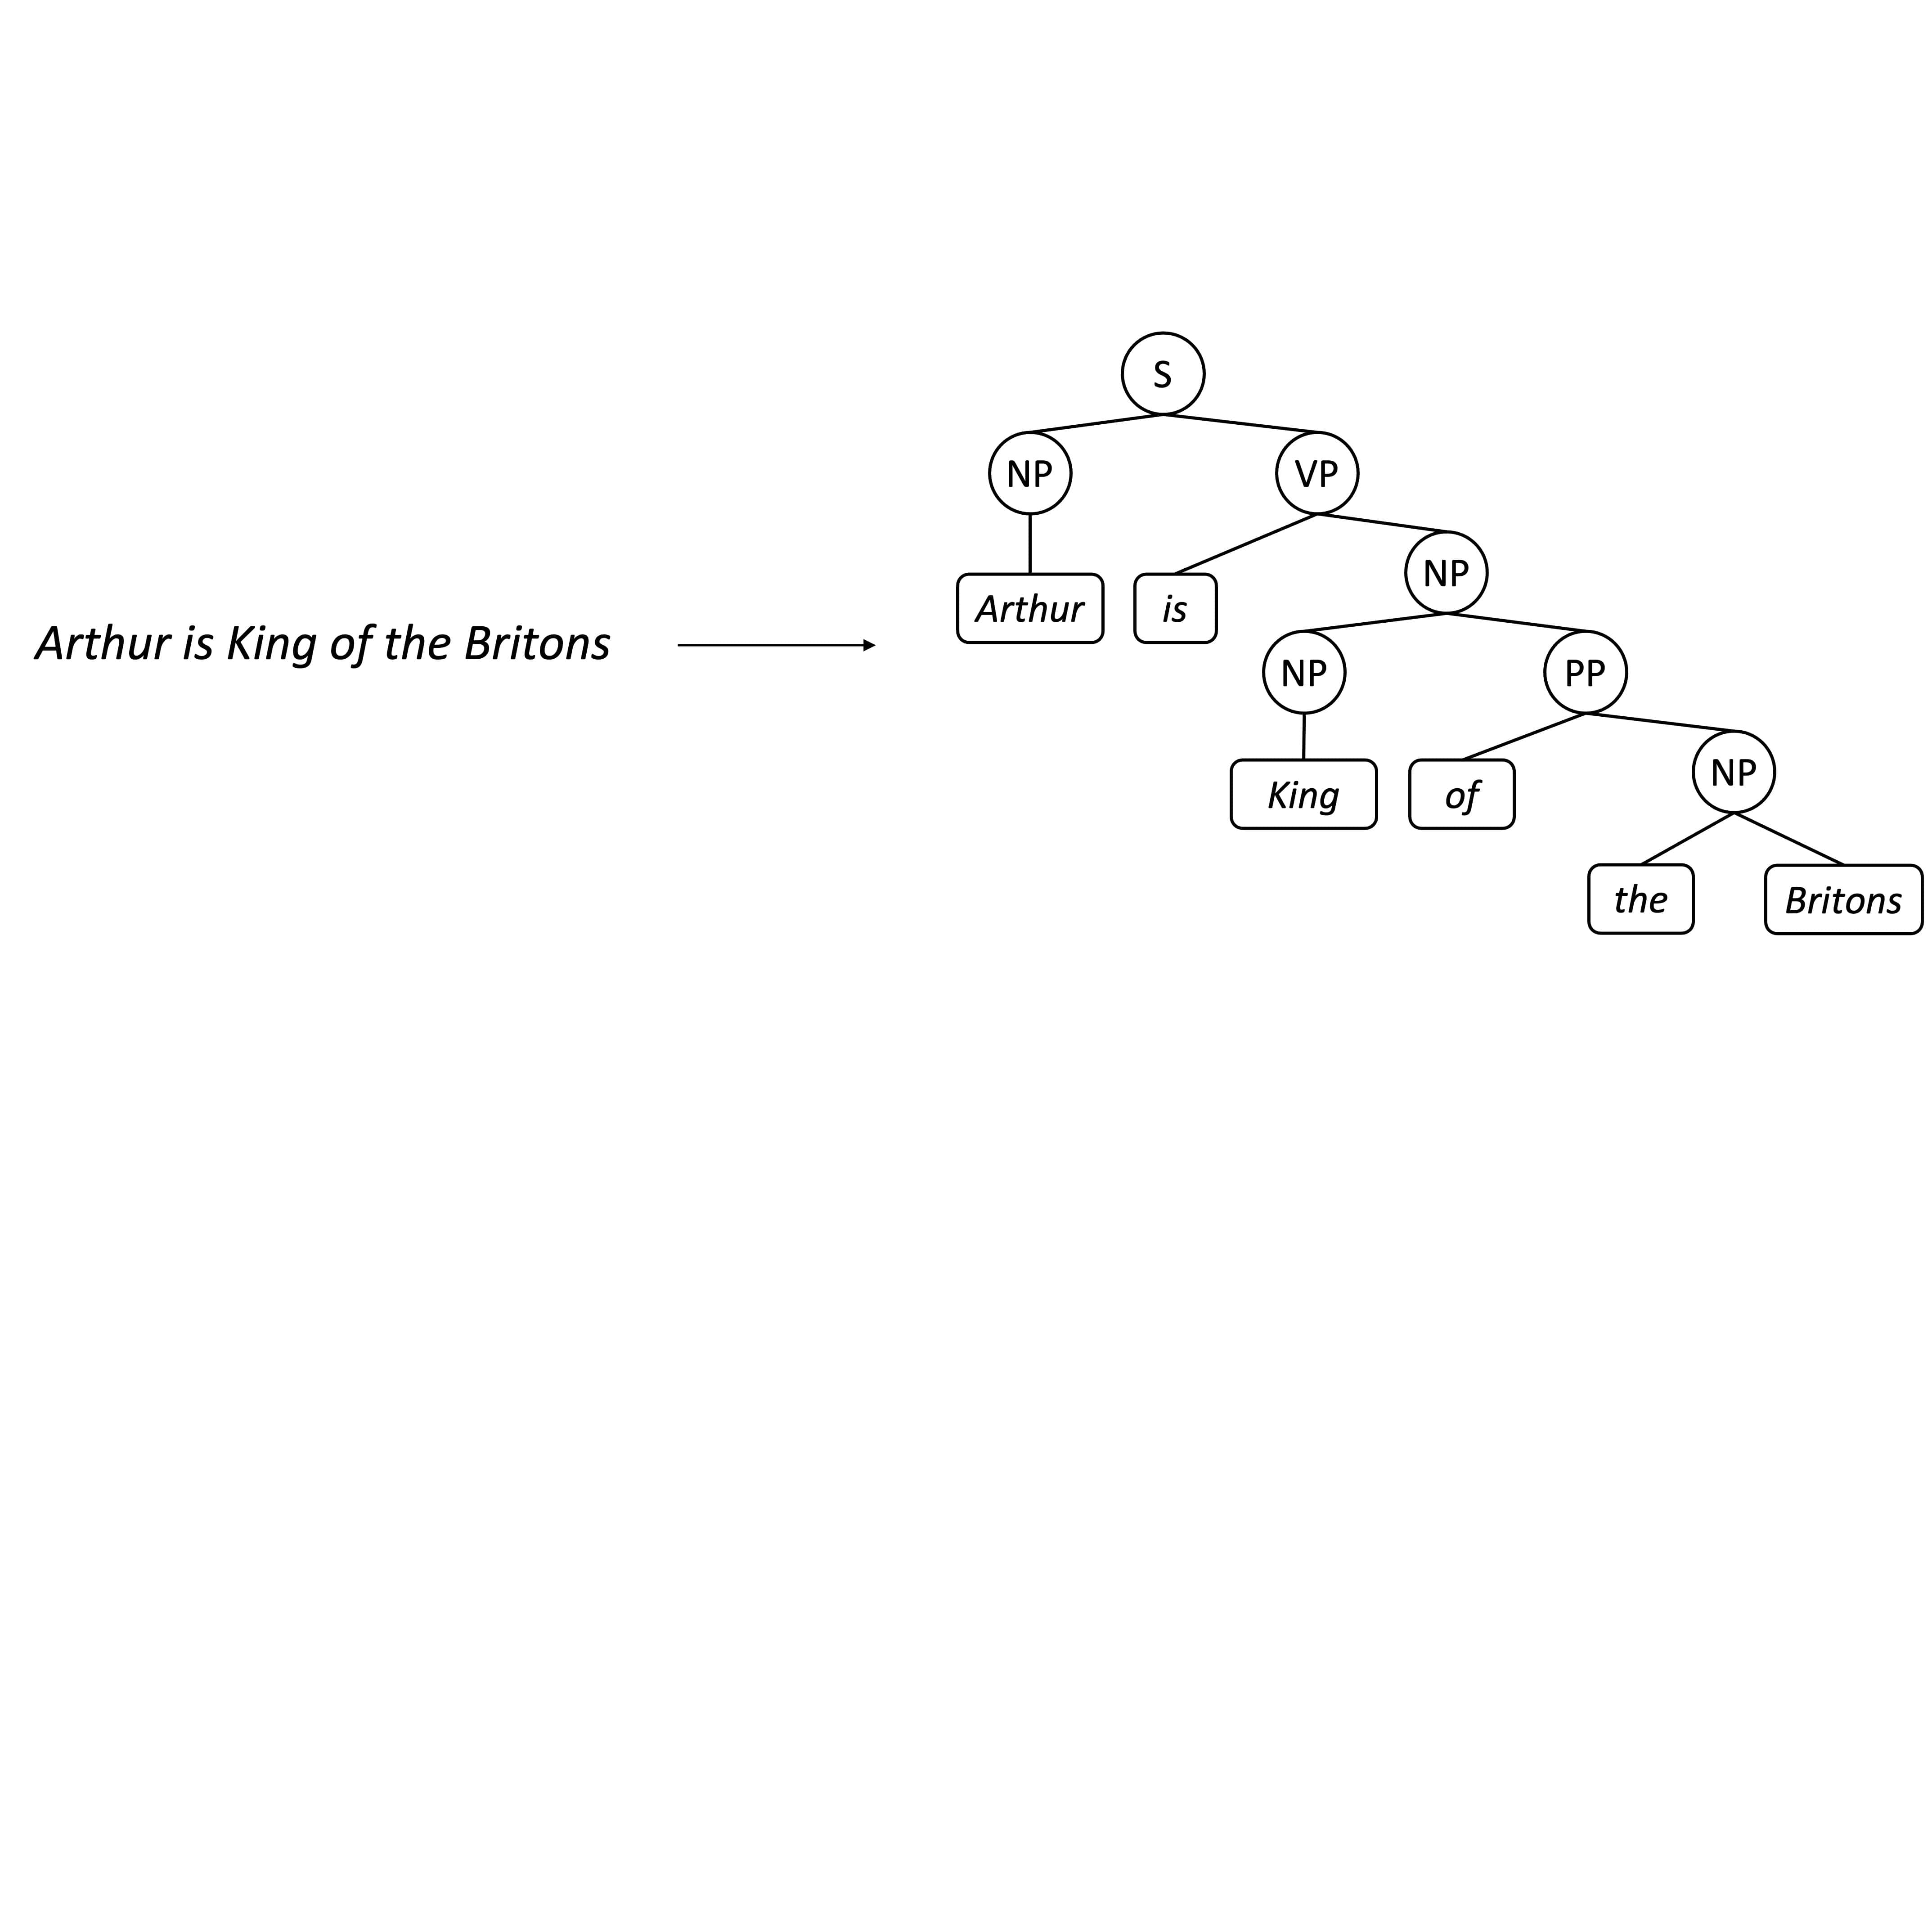 S
NP
VP
NP
Arthur
is
Arthur is King of the Britons
NP
PP
NP
King
of
the
Britons